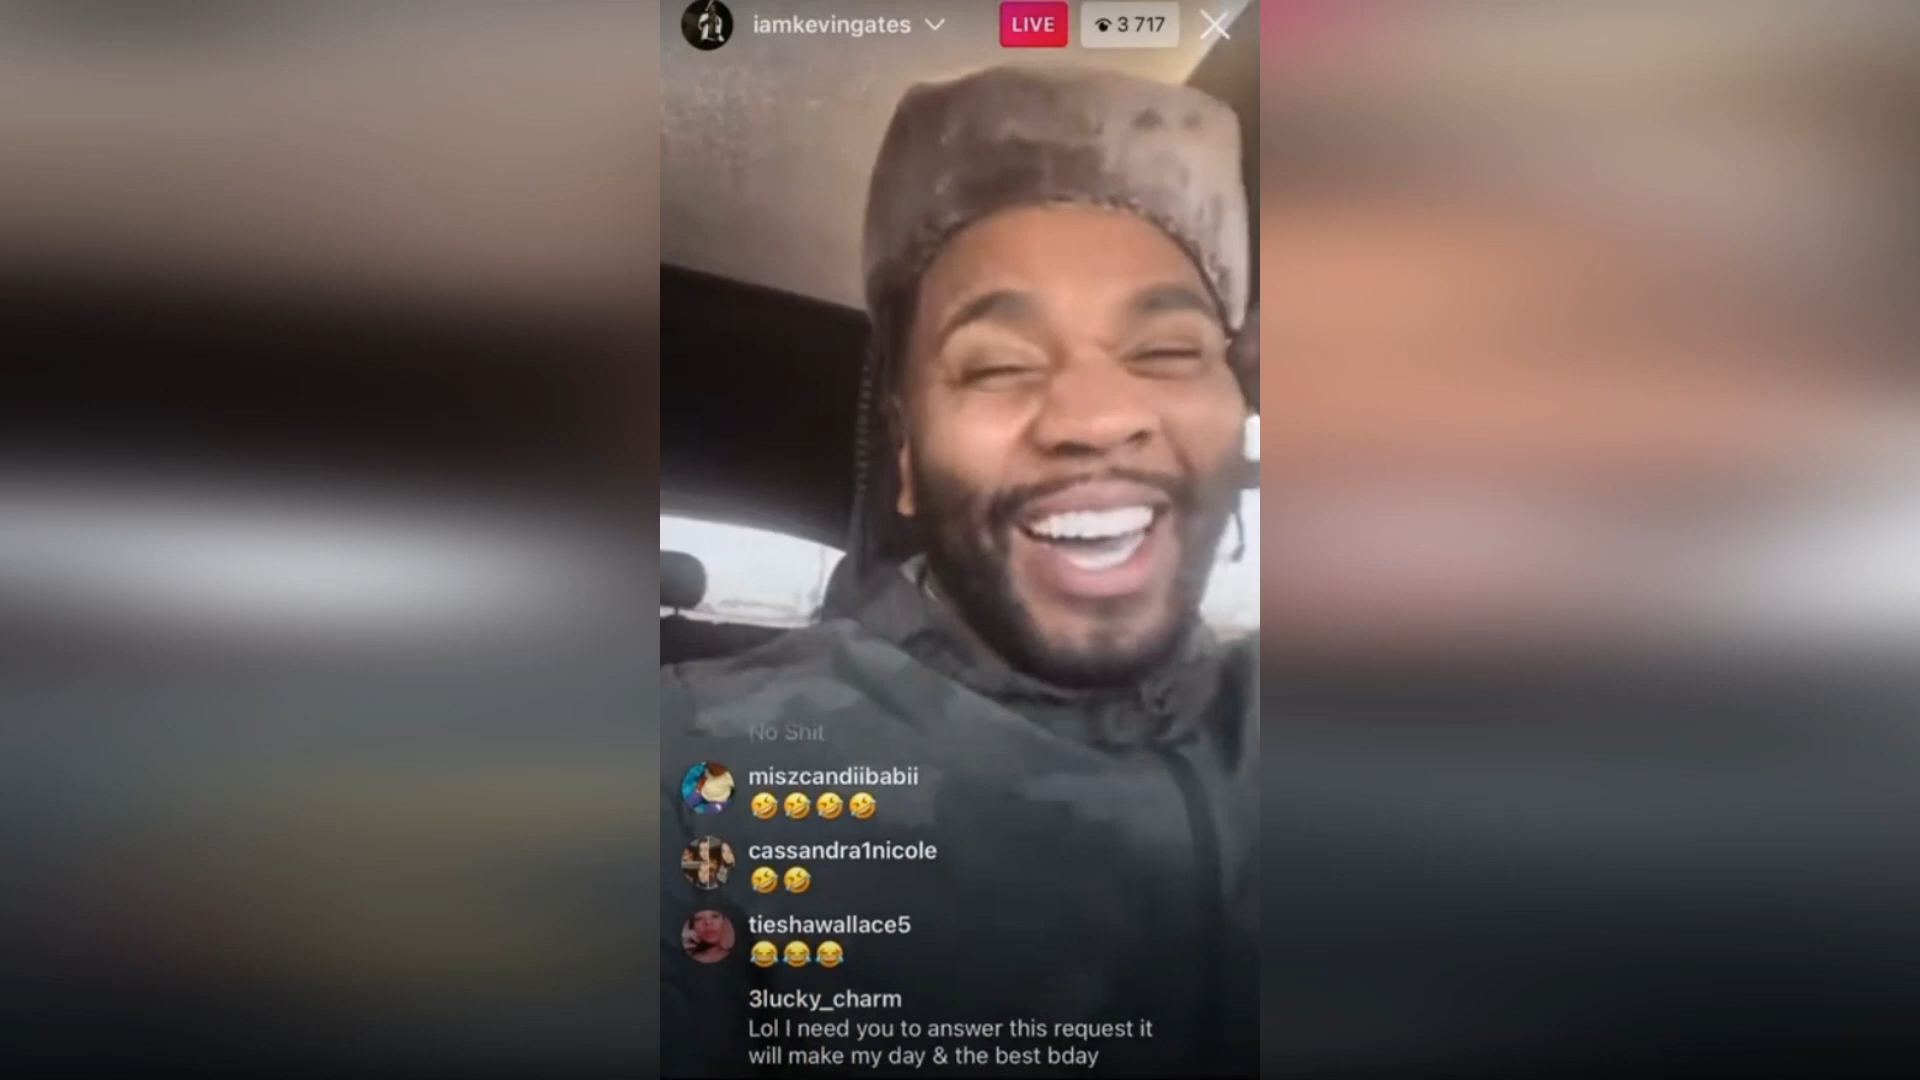 iamkevingates
LIVE
3 717
No Shit
miszcandiibabii
🤣🤣🤣🤣
cassandra1nicole
🤣🤣
tieshawallace5
😂😂😂
3lucky_charm
Lol I need you to answer this request it
will make my day & the best bday